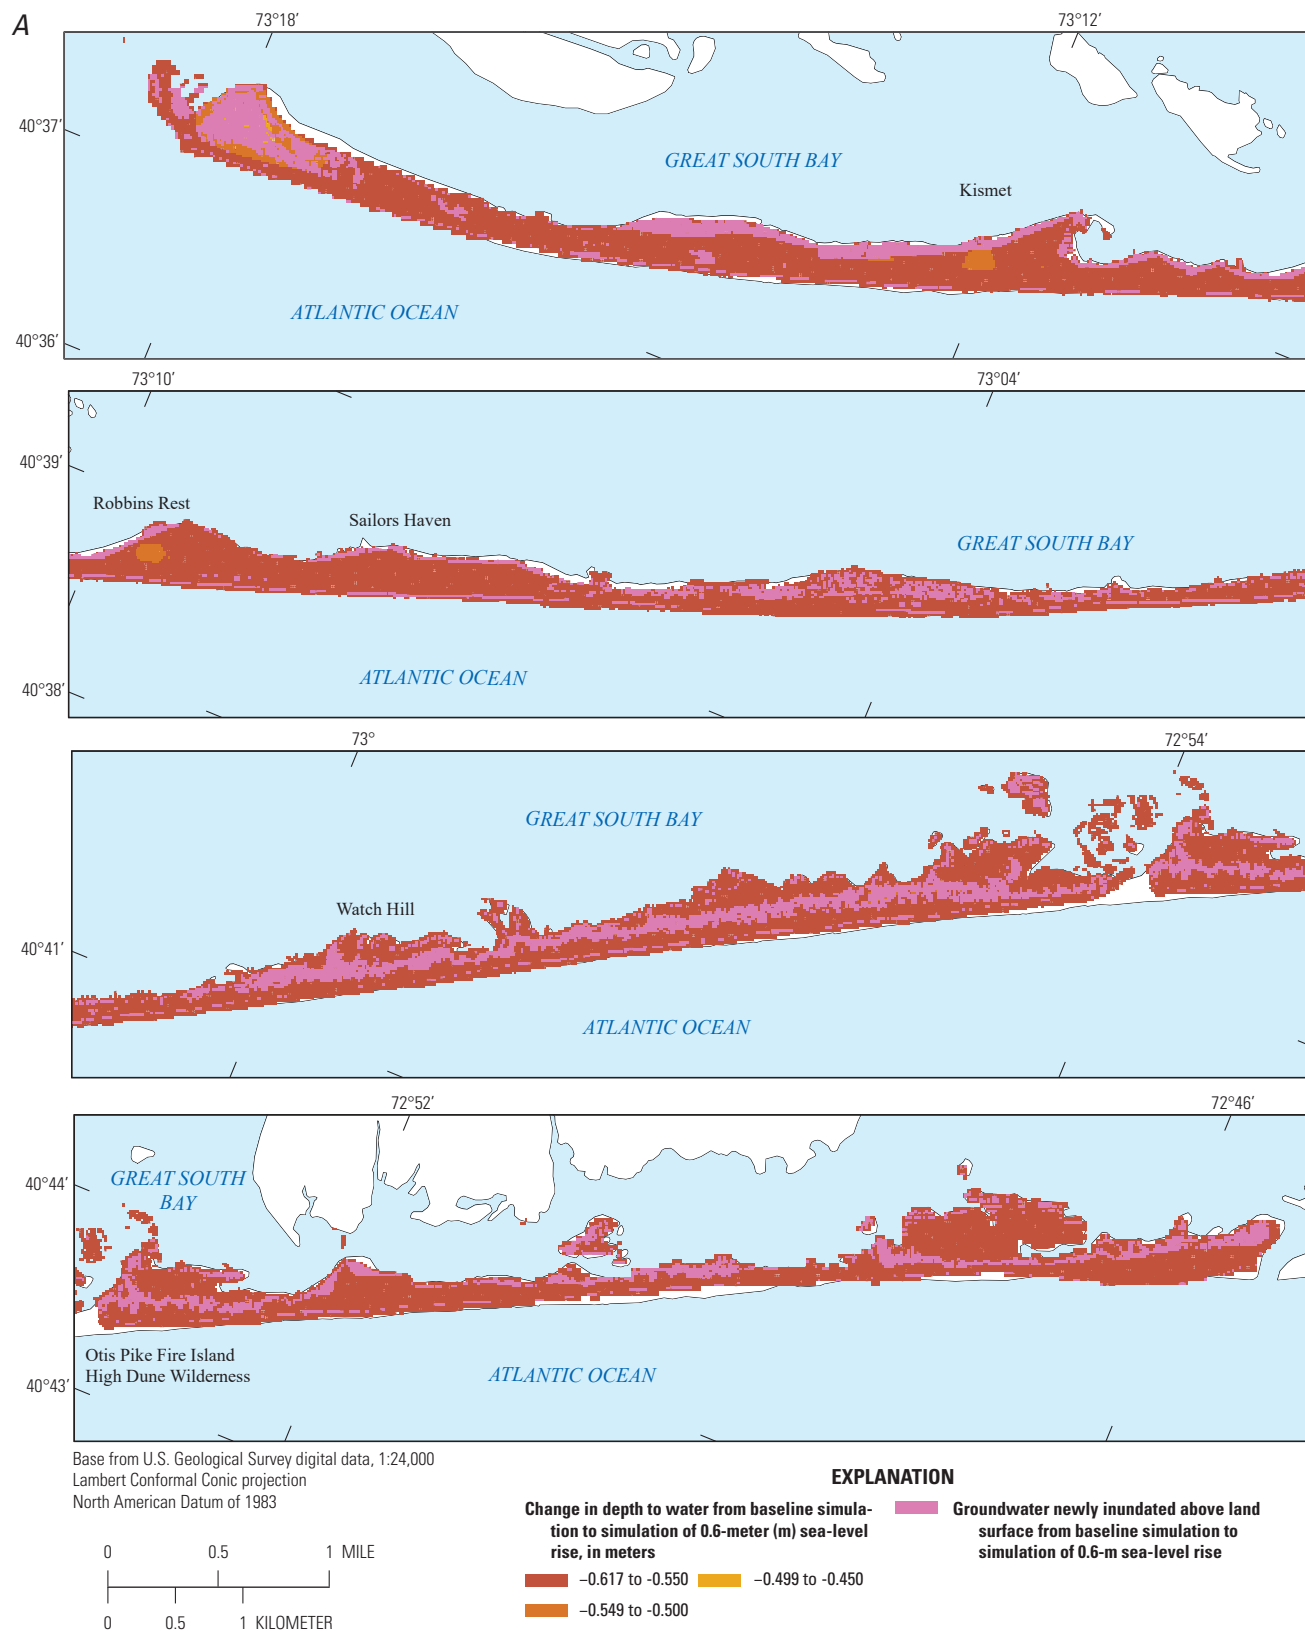 A
73°18′
73°12′
40°37′
GREAT SOUTH BAY
Kismet
ATLANTIC OCEAN
40°36′
73°10′
73°04′
40°39′
Robbins Rest
Sailors Haven
GREAT SOUTH BAY
ATLANTIC OCEAN
40°38′
73°
72°54′
GREAT SOUTH BAY
Watch Hill
40°41′
ATLANTIC OCEAN
72°52′
72°46′
40°44′
GREAT SOUTH
BAY
Otis Pike Fire Island
High Dune Wilderness
ATLANTIC OCEAN
40°43′
Base from U.S. Geological Survey digital data, 1:24,000
Lambert Conformal Conic projection
North American Datum of 1983
0 0.5 1 MILE
0 0.5 1 KILOMETER
EXPLANATION
Change in depth to water from baseline simula-
tion to simulation of 0.6-meter (m) sea-level
rise, in meters
−0.617 to -0.550
−0.499 to -0.450
−0.549 to -0.500
Groundwater newly inundated above land
surface from baseline simulation to
simulation of 0.6-m sea-level rise